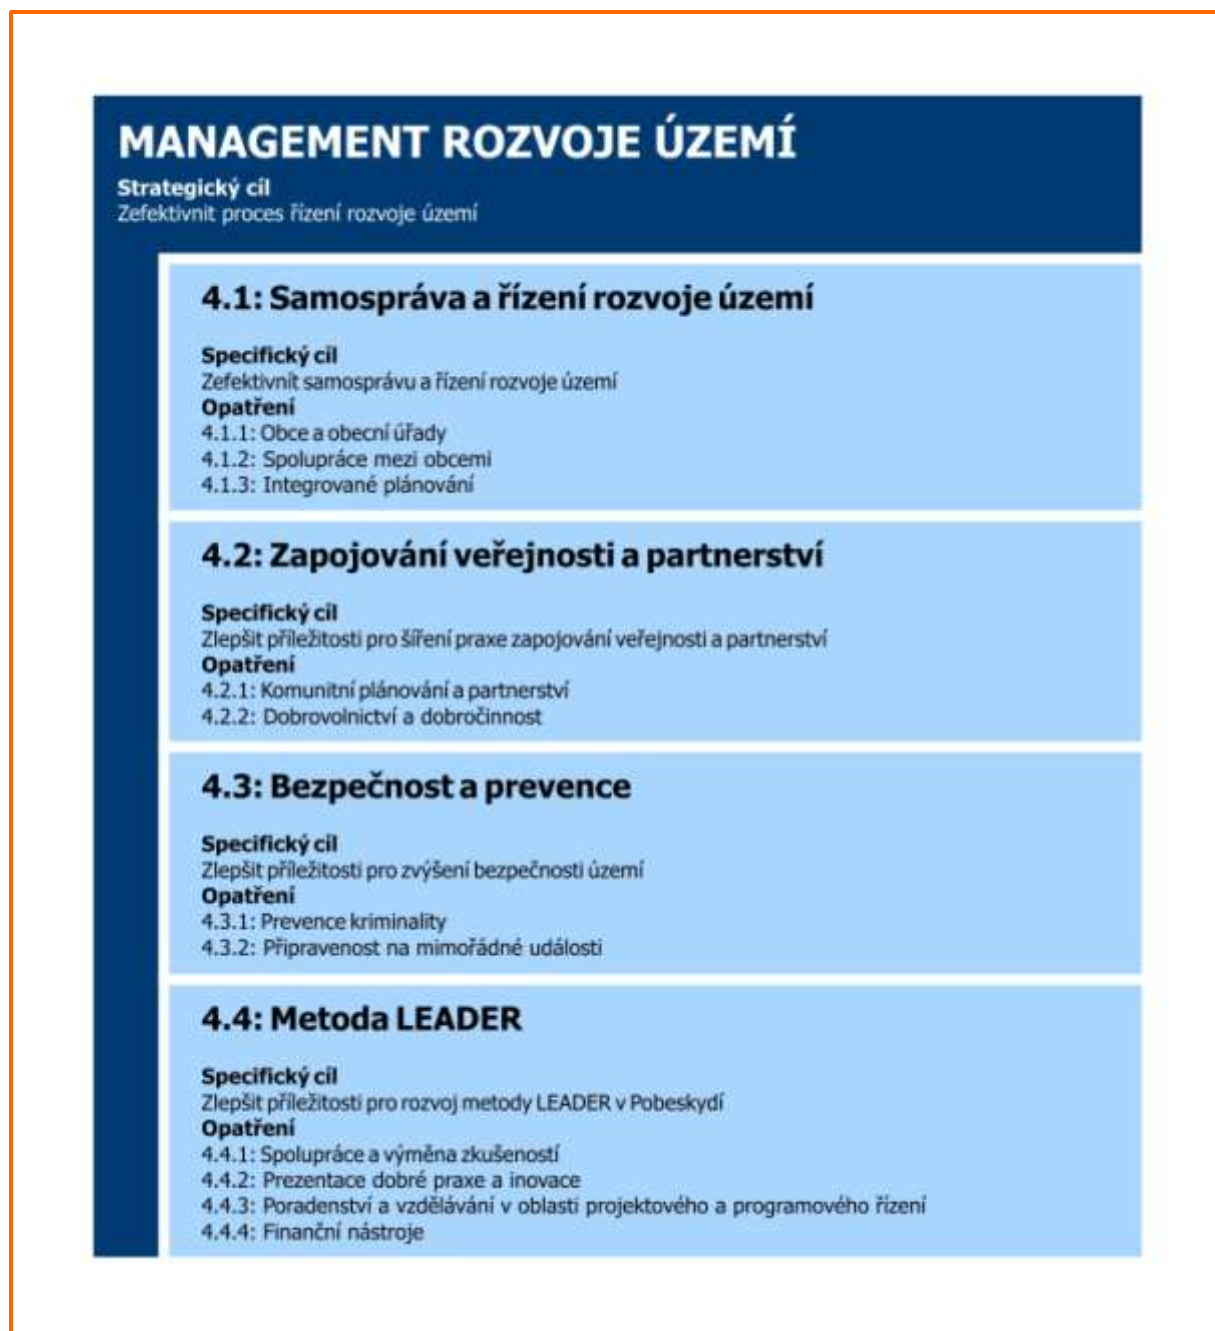 MANAGEMENT ROZVOJE ÚZEMÍ
Strategický cíl
Zefektivnit proces řízení rozvoje území
4.1: Samospráva a řízení rozvoje území
Specifický cíl
Zefektivnit samosprávu a řízení rozvoje území
Opatření
4.1.1: Obce a obecní úřady
4.1.2: Spolupráce mezi obcemi
4.1.3: Integrované plánování
4.2: Zapojování veřejnosti a partnerství
Specifický cíl
Zlepšit příležitosti pro šíření praxe zapojování veřejnosti a partnerství
Opatření
4.2.1: Komunitní plánování a partnerství
4.2.2: Dobrovolnictví a dobročinnost
4.3: Bezpečnost a prevence
Specifický cíl
Zlepšit příležitosti pro zvýšení bezpečnosti území
Opatření
4.3.1: Prevence kriminality
4.3.2: Připravenost na mimořádné události
4.4: Metoda LEADER
Specifický cíl
Zlepšit příležitosti pro rozvoj metody LEADER v Pobeskydí
Opatření
4.4.1: Spolupráce a výměna zkušeností
4.4.2: Prezentace dobré praxe a inovace
4.4.3: Poradenství a vzdělávání v oblasti projektového a programového řízení
4.4.4: Finanční nástroje